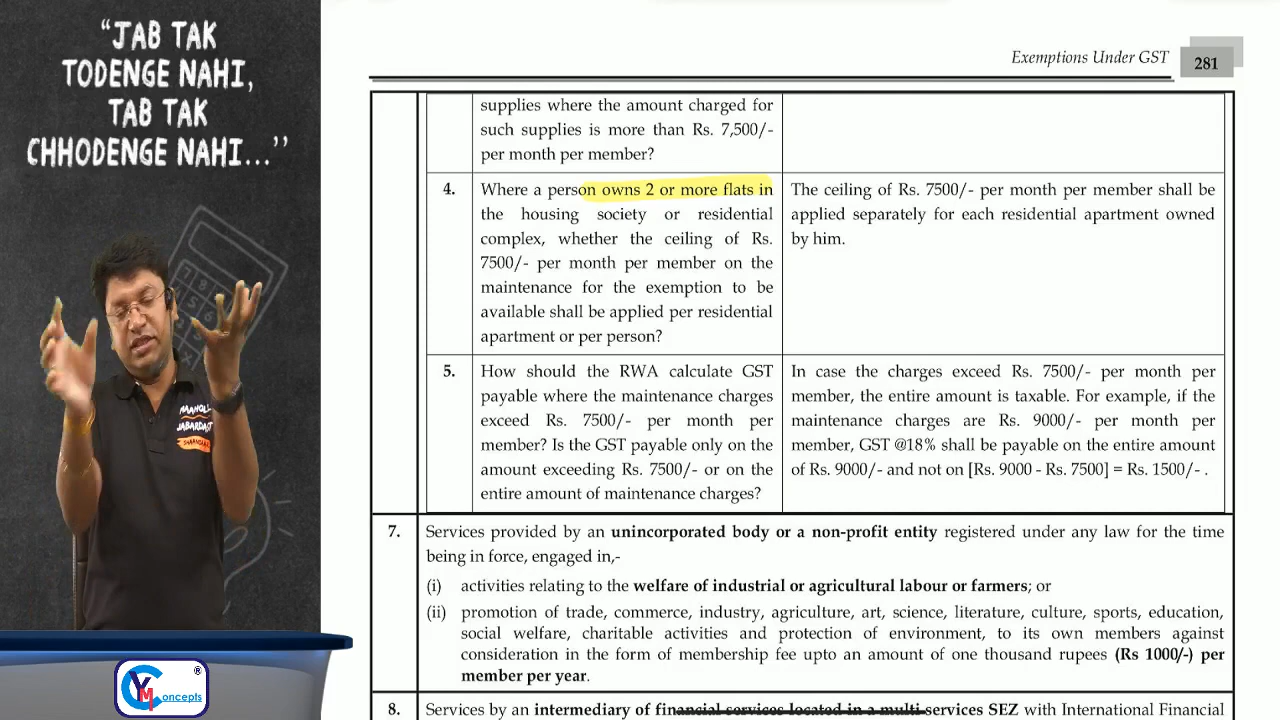 “JAB TAK
TODENGE NAHI,
TAB TAK
CHHODENGE NAHI...’’
Exemptions Under GST 281
supplies where the amount charged for
such supplies is more than Rs. 7,500/-
per month per member?
4. Where a person owns 2 or more flats in
the housing society or residential
complex, whether the ceiling of Rs.
7500/- per month per member on the
maintenance for the exemption to be
available shall be applied per residential
apartment or per person?
The ceiling of Rs. 7500/- per month per member shall be
applied separately for each residential apartment owned
by him.
5. How should the RWA calculate GST
payable where the maintenance charges
exceed Rs. 7500/- per month per
member? Is the GST payable only on the
amount exceeding Rs. 7500/- or on the
entire amount of maintenance charges?
In case the charges exceed Rs. 7500/- per month per
member, the entire amount is taxable. For example, if the
maintenance charges are Rs. 9000/- per month per
member, GST @18% shall be payable on the entire amount
of Rs. 9000/- and not on [Rs. 9000 - Rs. 7500] = Rs. 1500/- .
7. Services provided by an unincorporated body or a non-profit entity registered under any law for the time
being in force, engaged in,-
(i) activities relating to the welfare of industrial or agricultural labour or farmers; or
(ii) promotion of trade, commerce, industry, agriculture, art, science, literature, culture, sports, education,
social welfare, charitable activities and protection of environment, to its own members against
consideration in the form of membership fee upto an amount of one thousand rupees (Rs 1000/-) per
member per year.
8. Services by an intermediary of financial services located in a multi services SEZ with International Financial
JABARDAST
YM Concepts ®